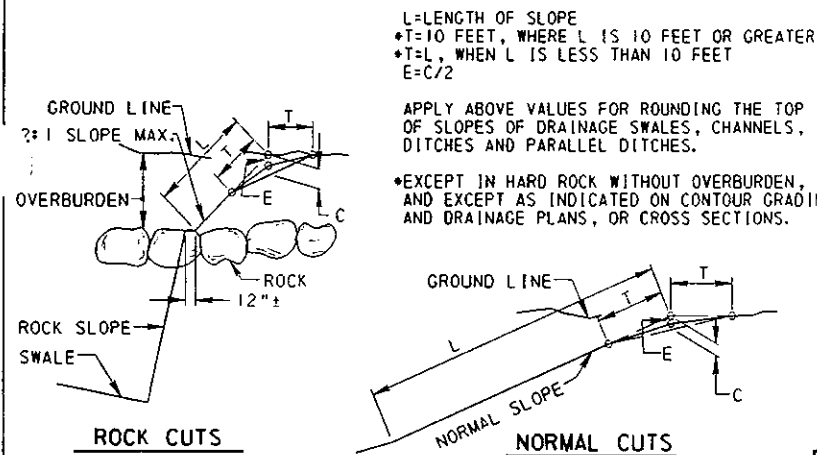 L=LENGTH OF SLOPE
*T=10 FEET, WHERE L IS 10 FEET OR GREATER
*T=L, WHEN L IS LESS THAN 10 FEET
E=C/2
APPLY ABOVE VALUES FOR ROUNDING THE TOP
OF SLOPES OF DRAINAGE SWALES, CHANNELS,
DITCHES AND PARALLEL DITCHES.
*EXCEPT IN HARD ROCK WITHOUT OVERBURDEN,
AND EXCEPT AS INDICATED ON CONTOUR GRADI
AND DRAINAGE PLANS, OR CROSS SECTIONS.
GROUND LINE
2:1 SLOPE MAX.
OVERBURDEN
L
T
T
E
C
ROCK
12"±
ROCK SLOPE
SWALE
ROCK CUTS
GROUND LINE
T
T
L
E
C
NORMAL SLOPE
NORMAL CUTS